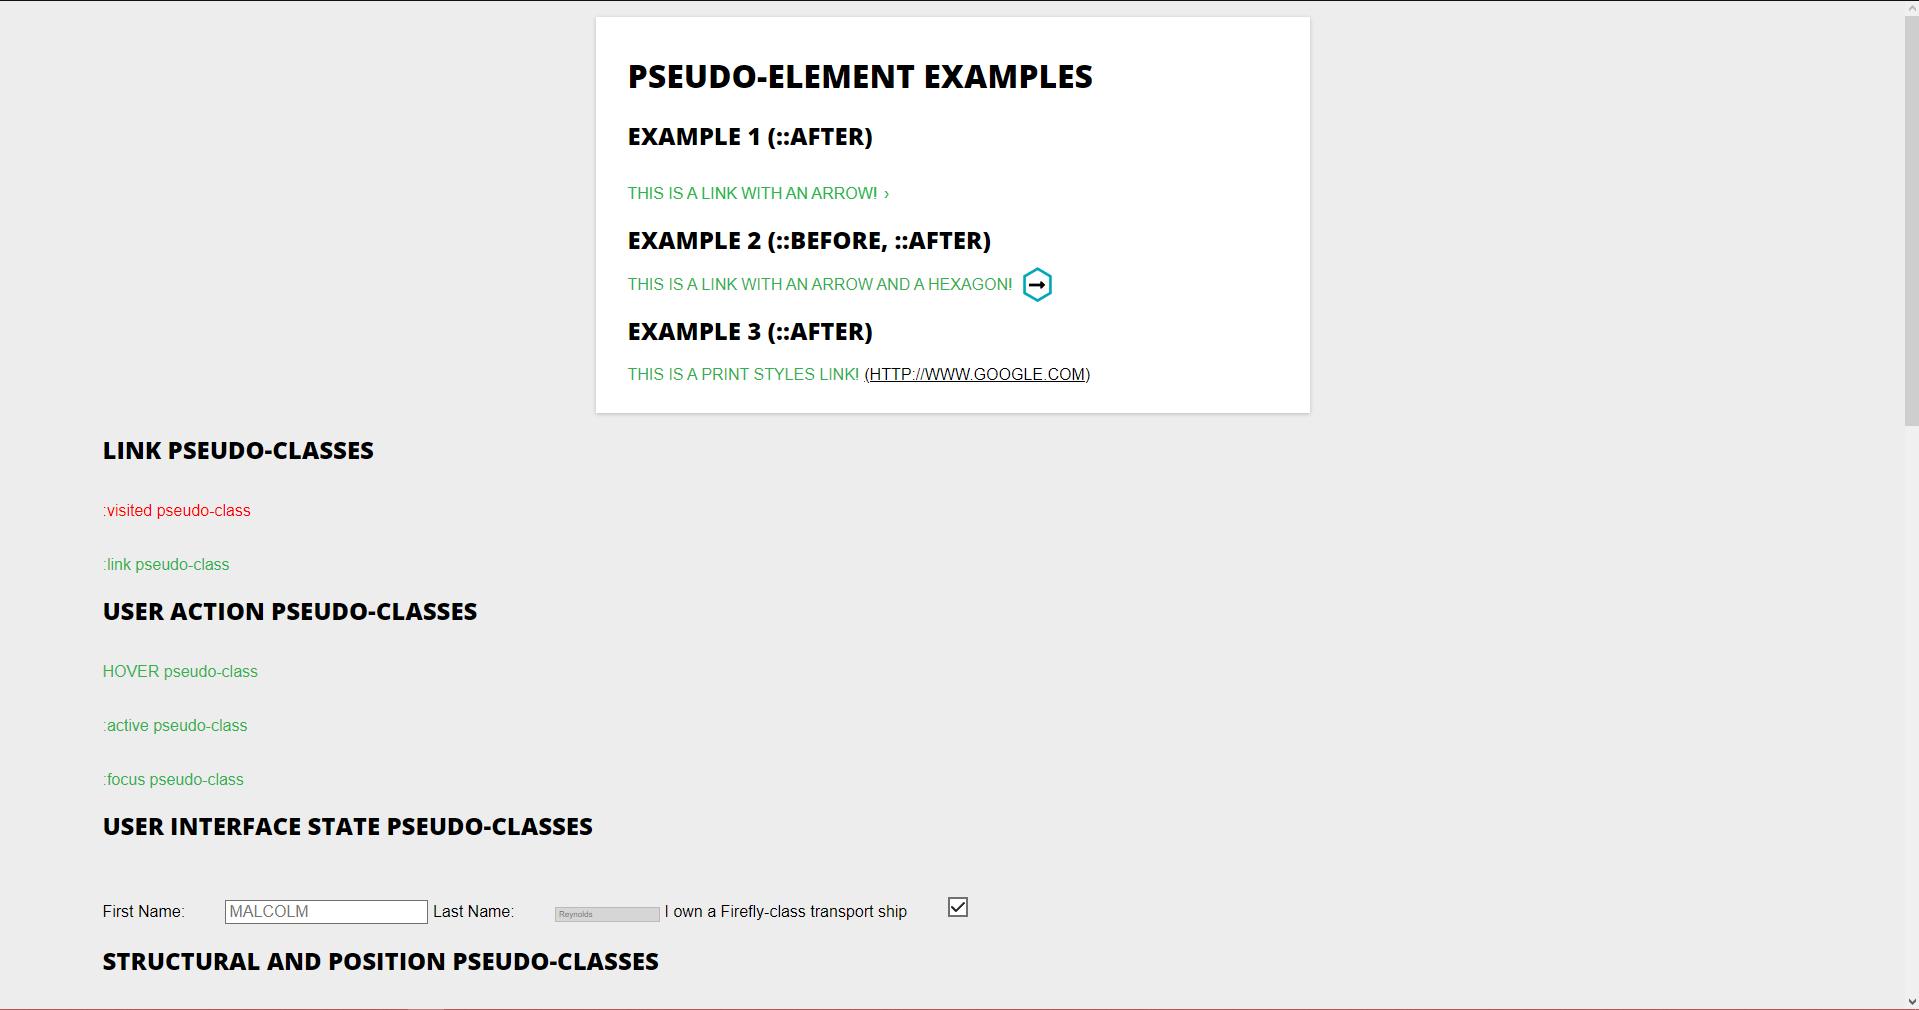 PSEUDO-ELEMENT EXAMPLES
EXAMPLE 1 (::AFTER)
THIS IS A LINK WITH AN ARROW! ›
EXAMPLE 2 (::BEFORE, ::AFTER)
THIS IS A LINK WITH AN ARROW AND A HEXAGON!
EXAMPLE 3 (::AFTER)
THIS IS A PRINT STYLES LINK! (HTTP://WWW.GOOGLE.COM)
LINK PSEUDO-CLASSES
:visited pseudo-class
:link pseudo-class
USER ACTION PSEUDO-CLASSES
HOVER pseudo-class
:active pseudo-class
:focus pseudo-class
USER INTERFACE STATE PSEUDO-CLASSES
First Name: MALCOLM Last Name: Reynolds I own a Firefly-class transport ship
STRUCTURAL AND POSITION PSEUDO-CLASSES